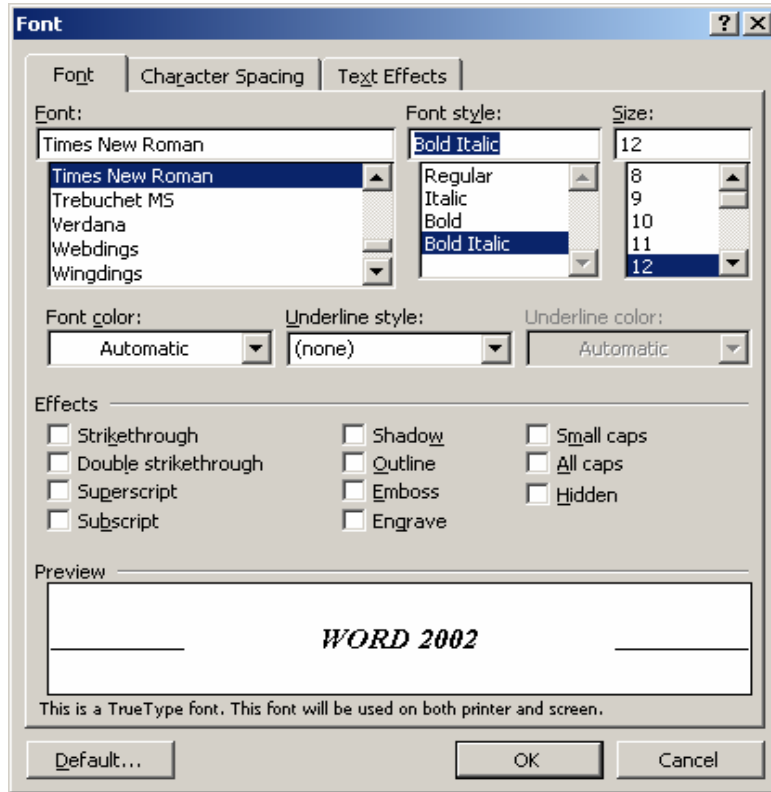 Font
Font Character Spacing Text Effects
Font: Font style: Size:
Times New Roman Bold Italic 12
Times New Roman Regular 8
Trebuchet MS Italic 9
Verdana Bold 10
Webdings Bold Italic 11
Wingdings 12
Font color: Underline style: Underline color:
Automatic (none) Automatic
Effects
Strikethrough Shadow Small caps
Double strikethrough Outline All caps
Superscript Emboss Hidden
Subscript Engrave
Preview
WORD 2002
This is a TrueType font. This font will be used on both printer and screen.
Default... OK Cancel